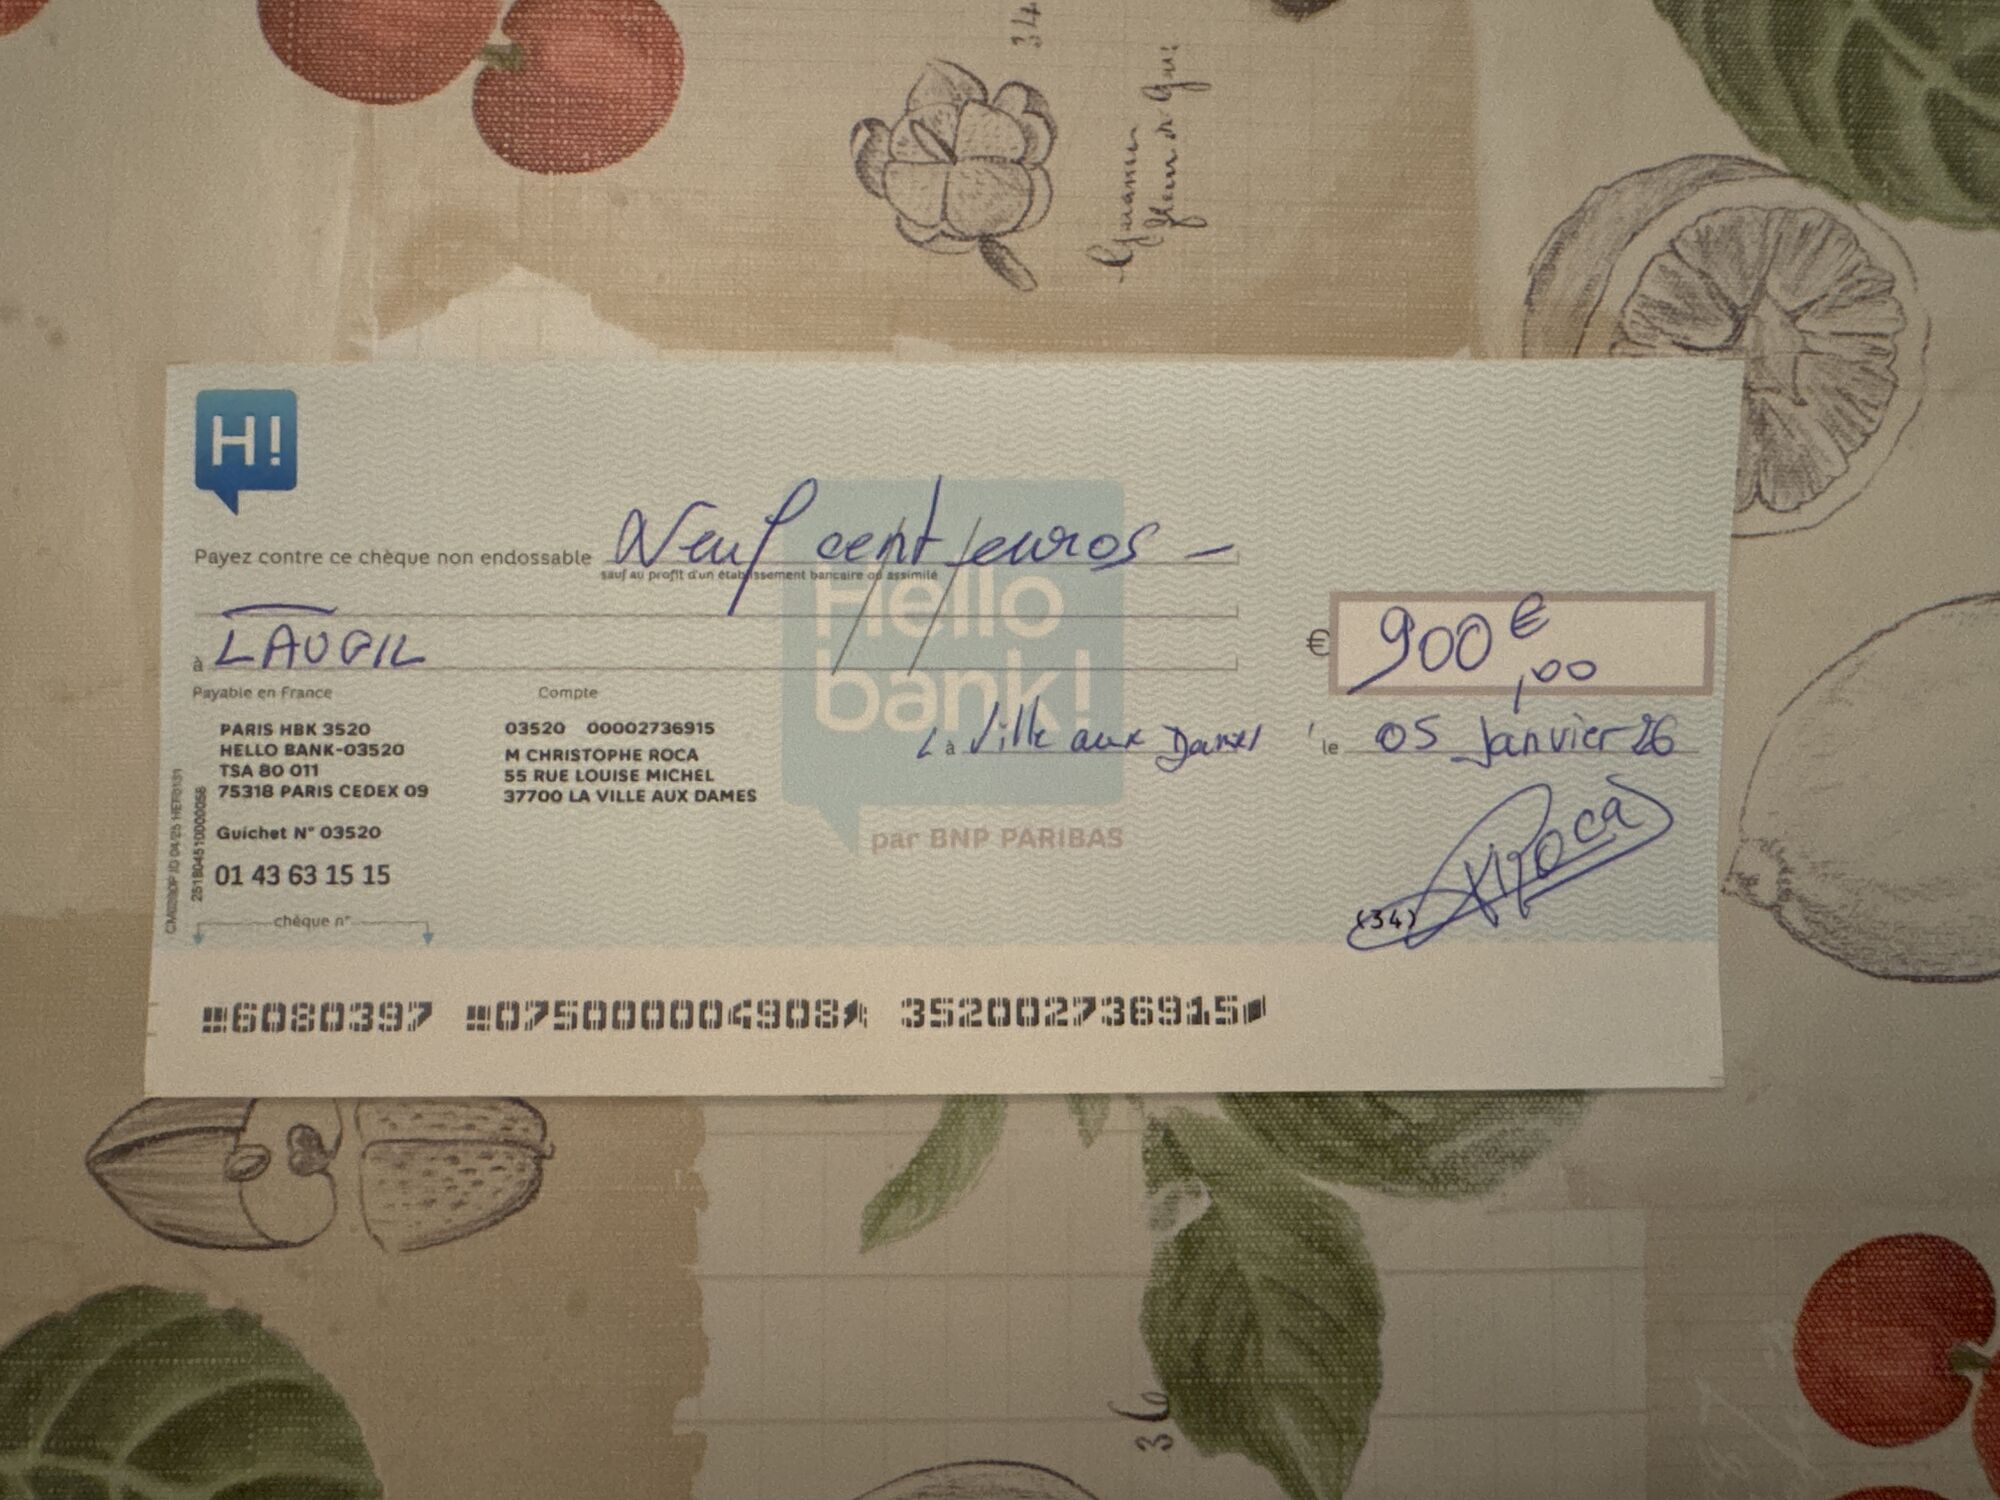 34
H!
Payez contre ce chèque non endossable Neuf cent euros —
sauf au profit d'un établissement bancaire ou assimilé
Hello
bank!
par BNP PARIBAS
à LAUGIL
€ 900 €,00
Payable en France
PARIS HBK 3520
HELLO BANK-03520
TSA 80 011
75318 PARIS CEDEX 09
Guichet N° 03520
01 43 63 15 15
Compte
03520 00002736915
M CHRISTOPHE ROCA
55 RUE LOUISE MICHEL
37700 LA VILLE AUX DAMES
L à Ville aux Dames le 05 Janvier 26
ROCA
(34)
chèque n°
6080397 075000004908 352002736915
36